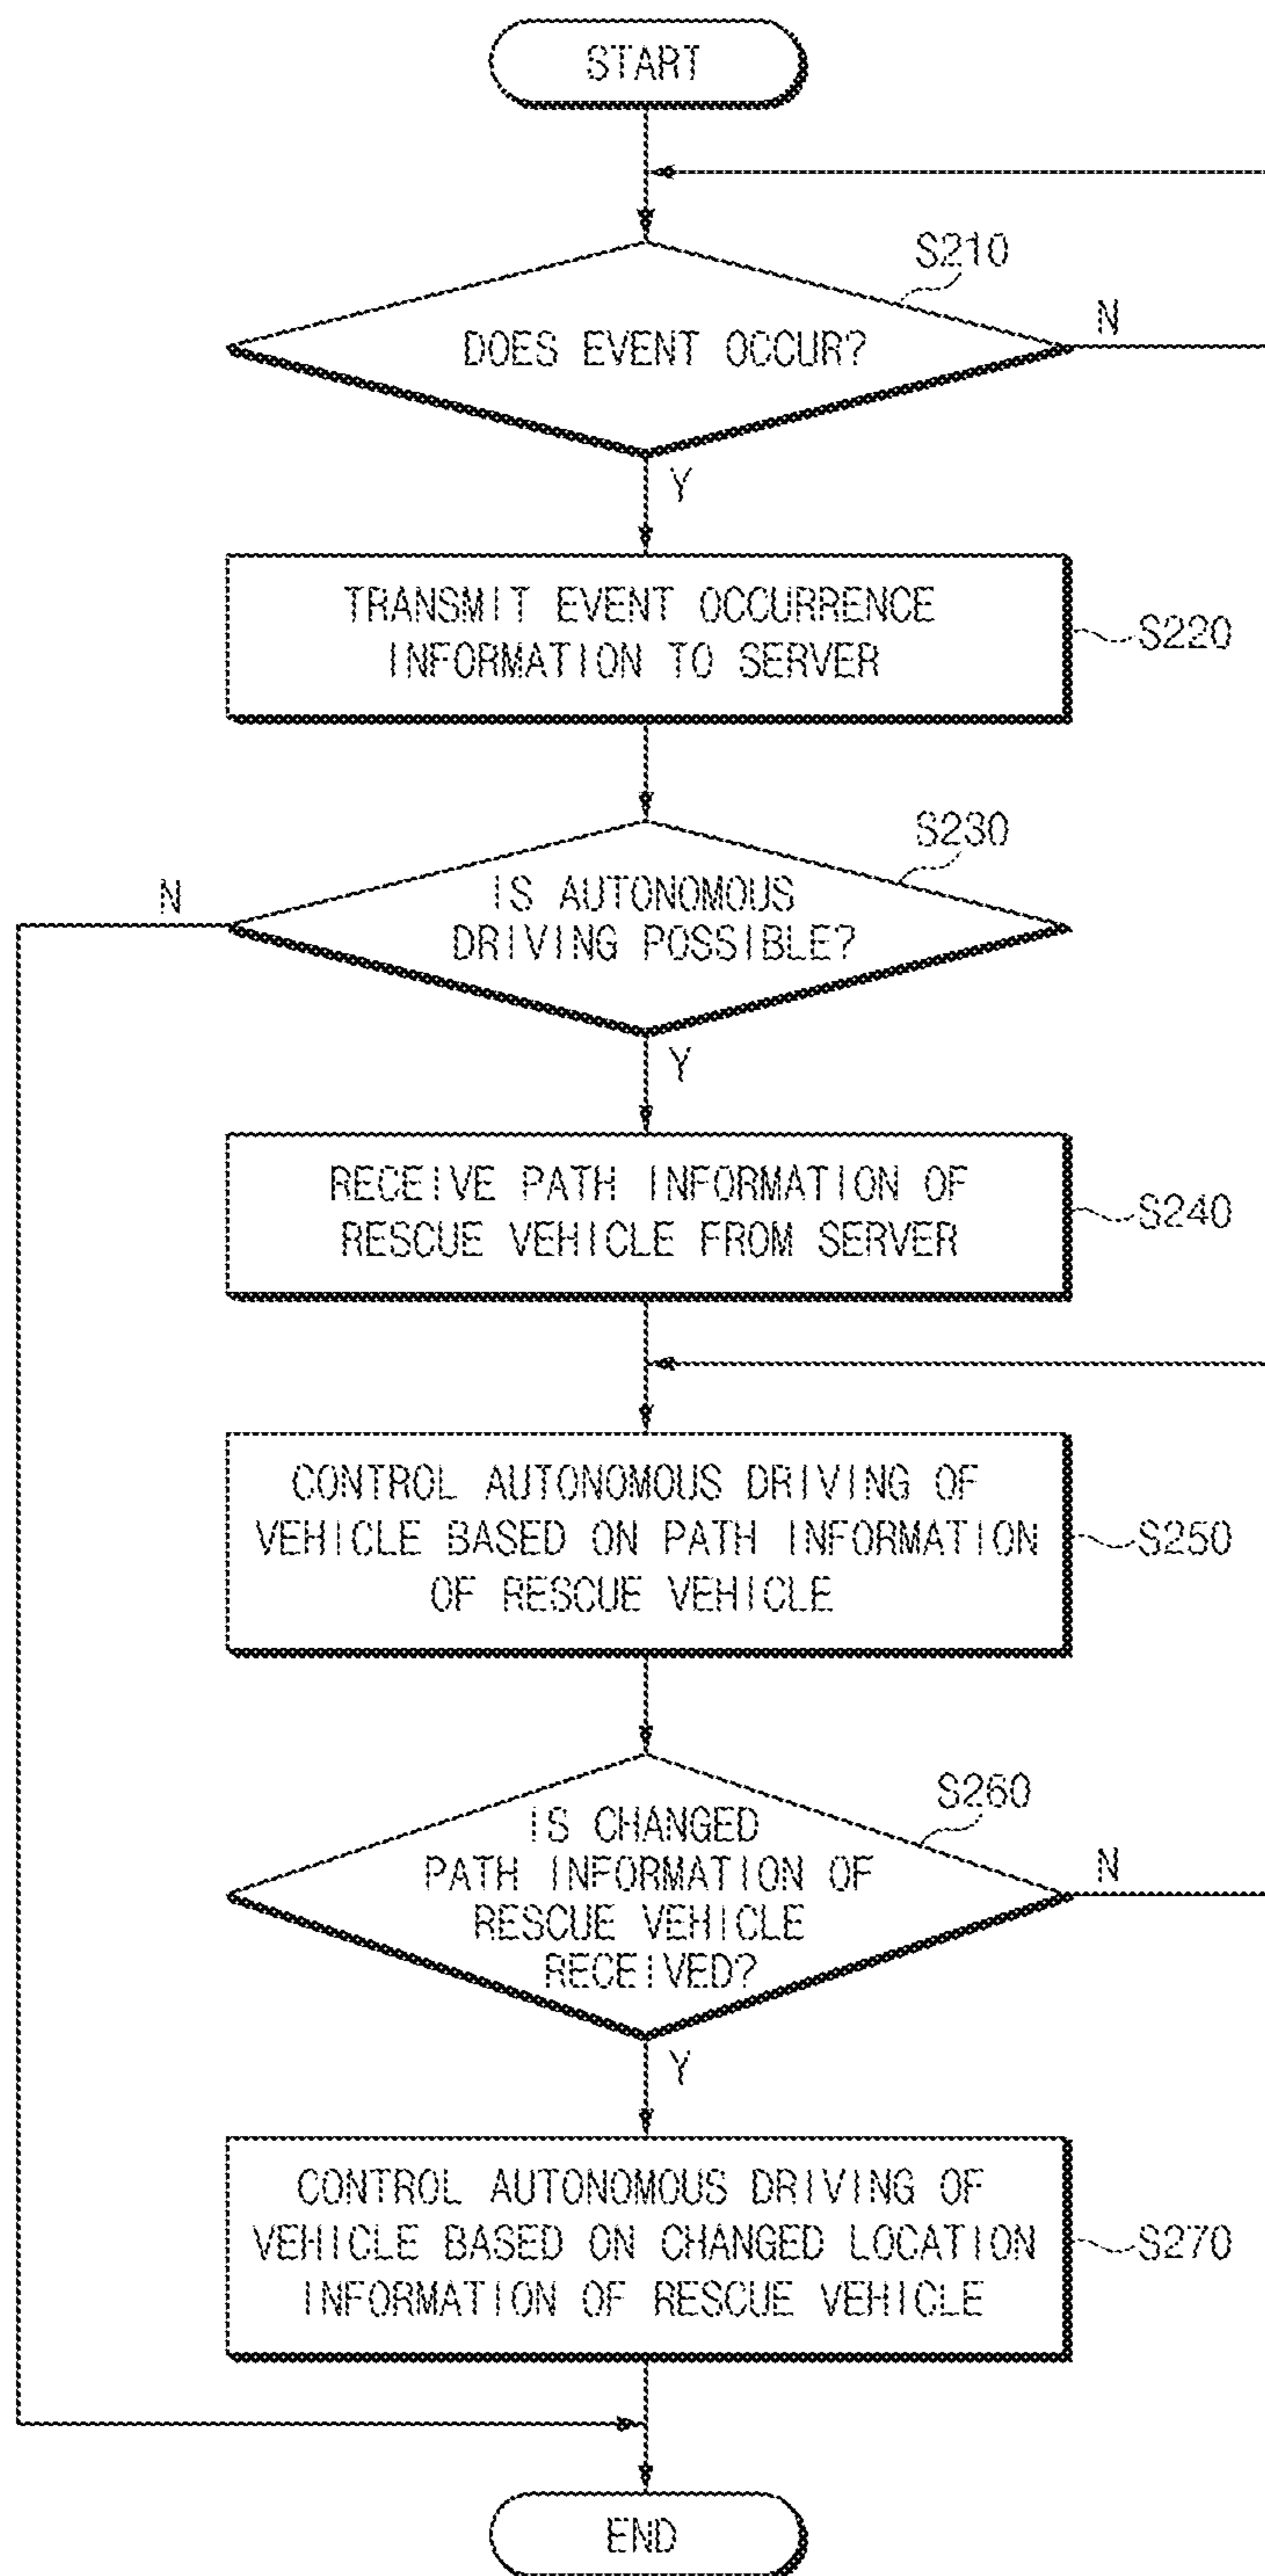 START
S210
DOES EVENT OCCUR?
N
Y
TRANSMIT EVENT OCCURRENCE
INFORMATION TO SERVER
S220
S230
N
IS AUTONOMOUS
DRIVING POSSIBLE?
Y
RECEIVE PATH INFORMATION OF
RESCUE VEHICLE FROM SERVER
S240
CONTROL AUTONOMOUS DRIVING OF
VEHICLE BASED ON PATH INFORMATION
OF RESCUE VEHICLE
S250
S260
IS CHANGED
PATH INFORMATION OF
RESCUE VEHICLE
RECEIVED?
N
Y
CONTROL AUTONOMOUS DRIVING OF
VEHICLE BASED ON CHANGED LOCATION
INFORMATION OF RESCUE VEHICLE
S270
END